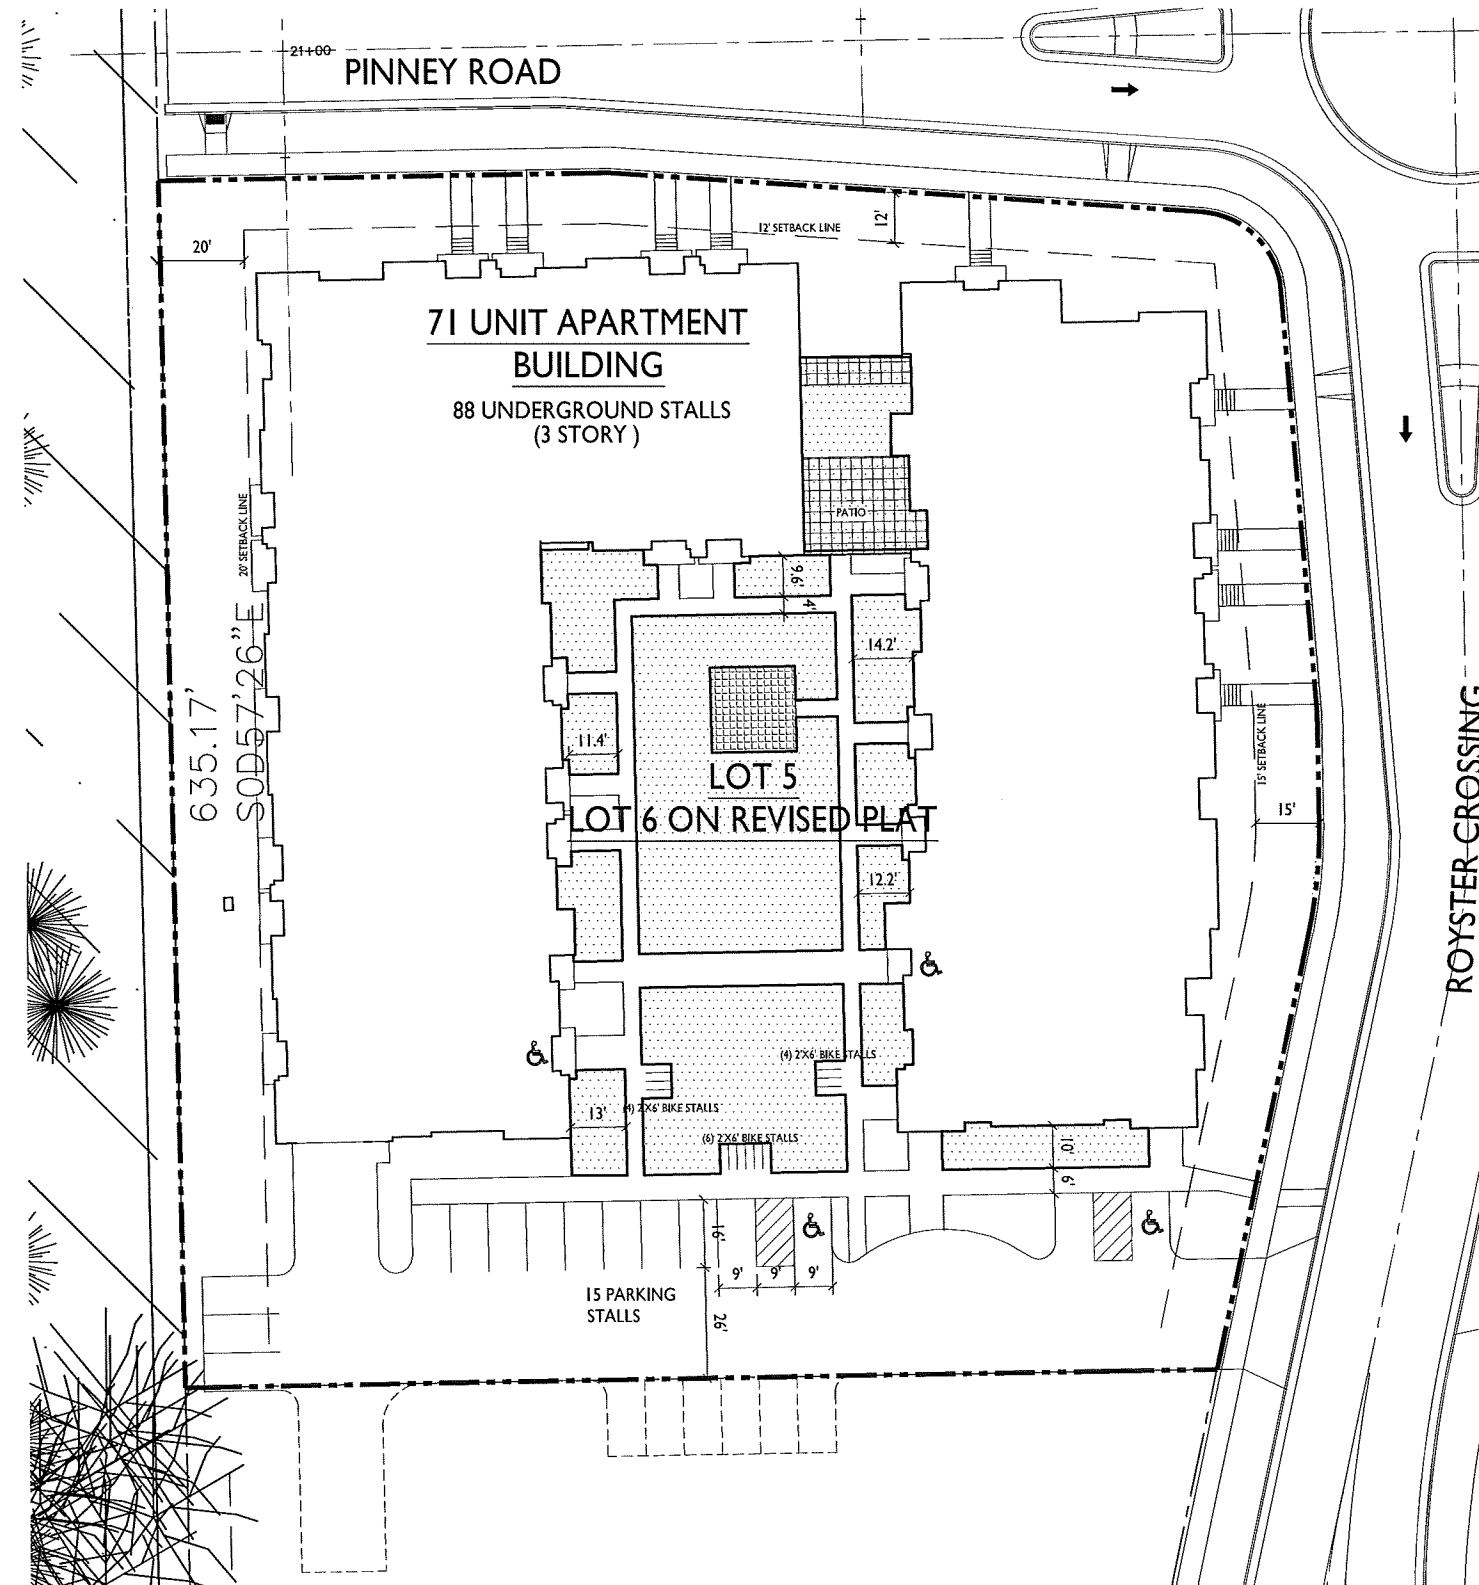 21+00
PINNEY ROAD
20'
12' SETBACK LINE
12'
71 UNIT APARTMENT
BUILDING
88 UNDERGROUND STALLS
(3 STORY )
20' SETBACK LINE
PATIO
9.6'
4'
14.2'
635.17'
S0D57'26"E
11.4'
LOT 5
LOT 6 ON REVISED PLAT
15' SETBACK LINE
15'
ROYSTER CROSSING
12.2'
(4) 2'X6' BIKE STALLS
13'
(4) 2'X6' BIKE STALLS
(6) 2'X6' BIKE STALLS
10'
6'
16'
9'
9'
9'
15 PARKING
STALLS
26'